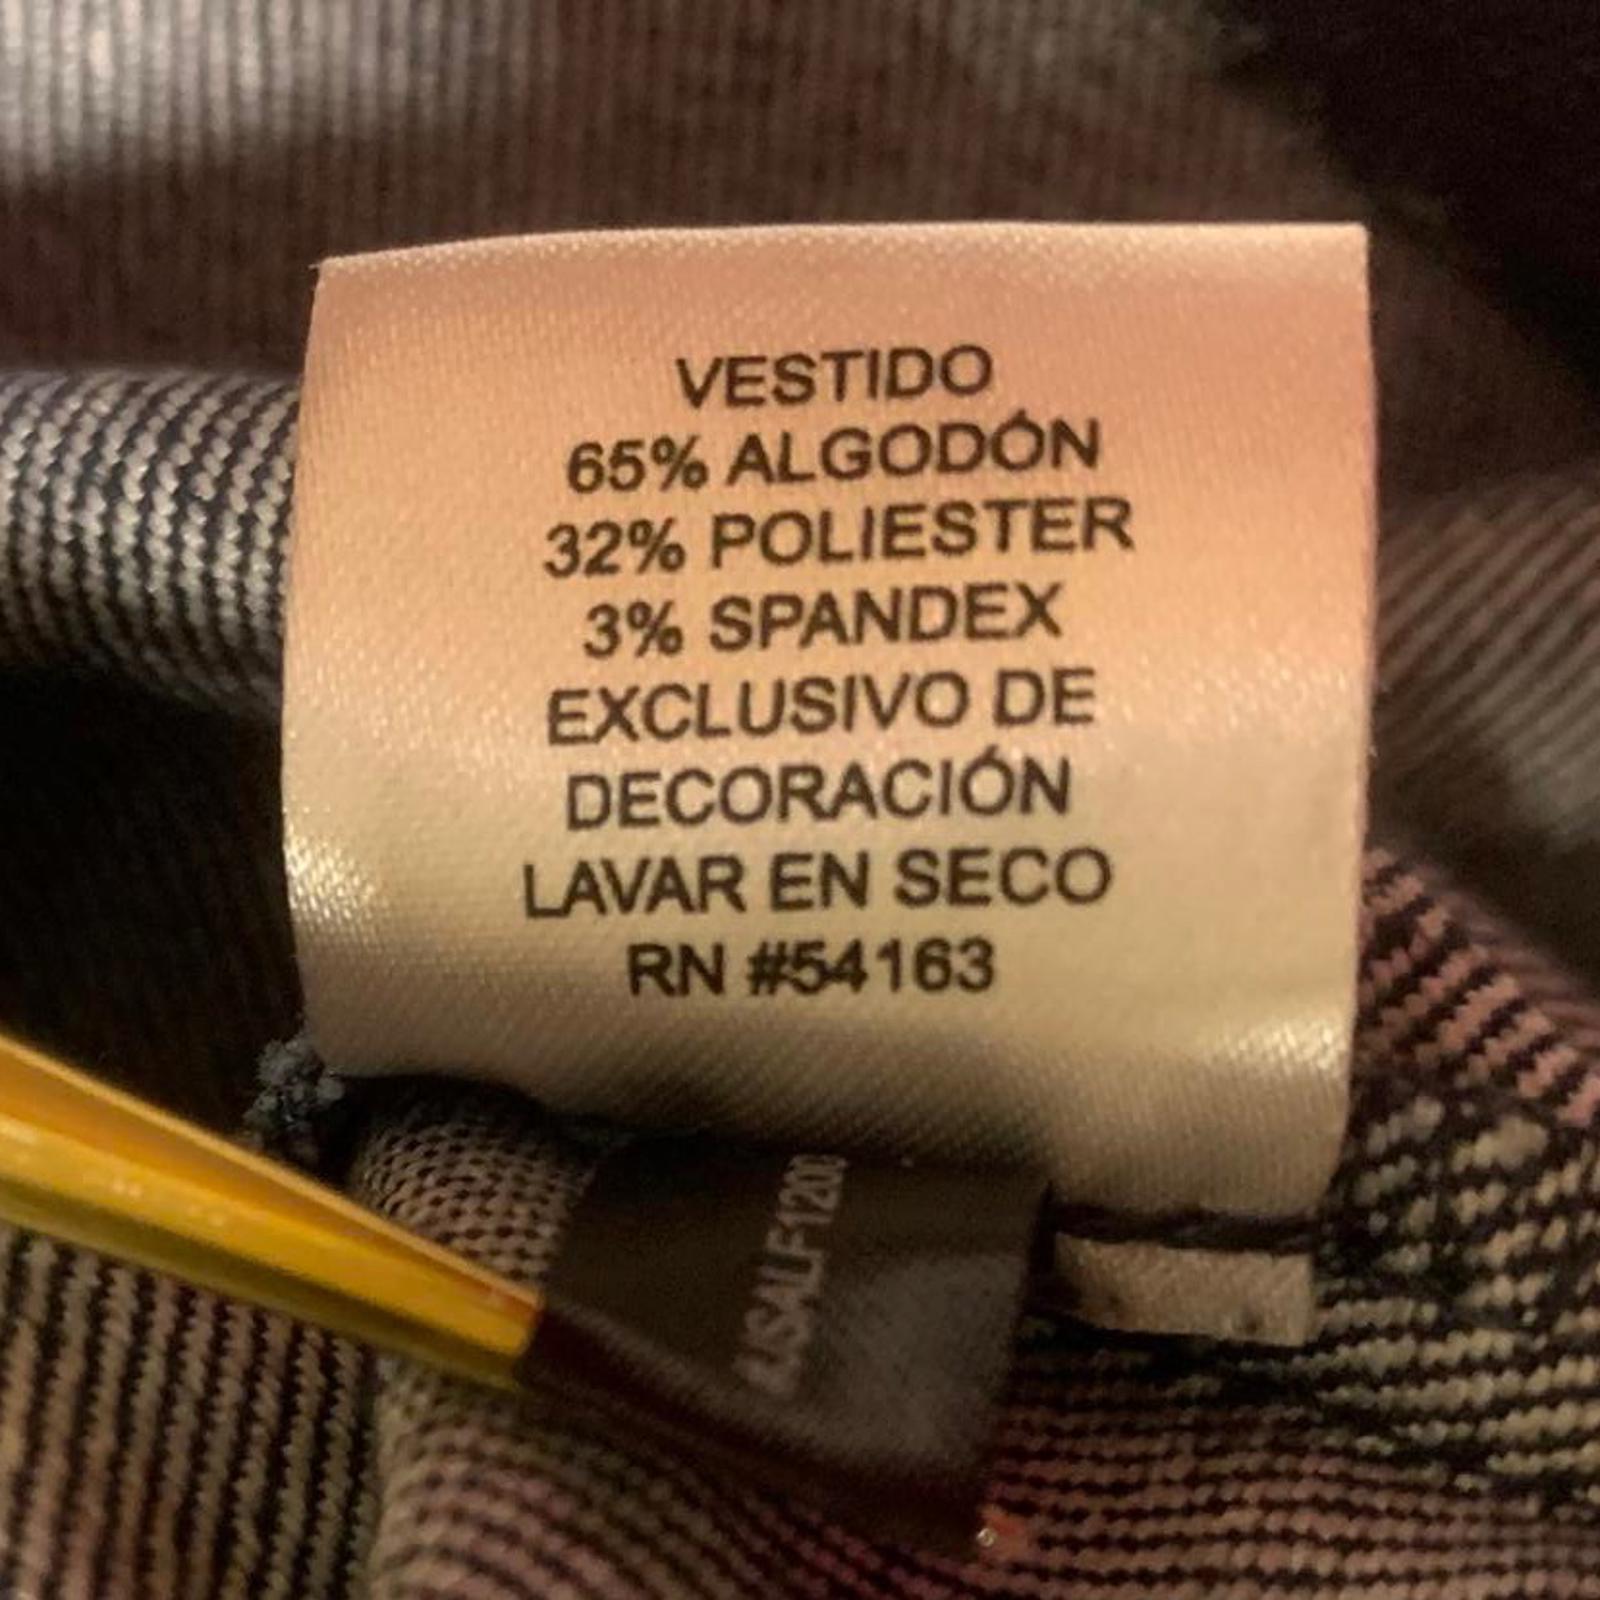 VESTIDO
65% ALGODÓN
32% POLIESTER
3% SPANDEX
EXCLUSIVO DE
DECORACIÓN
LAVAR EN SECO
RN #54163